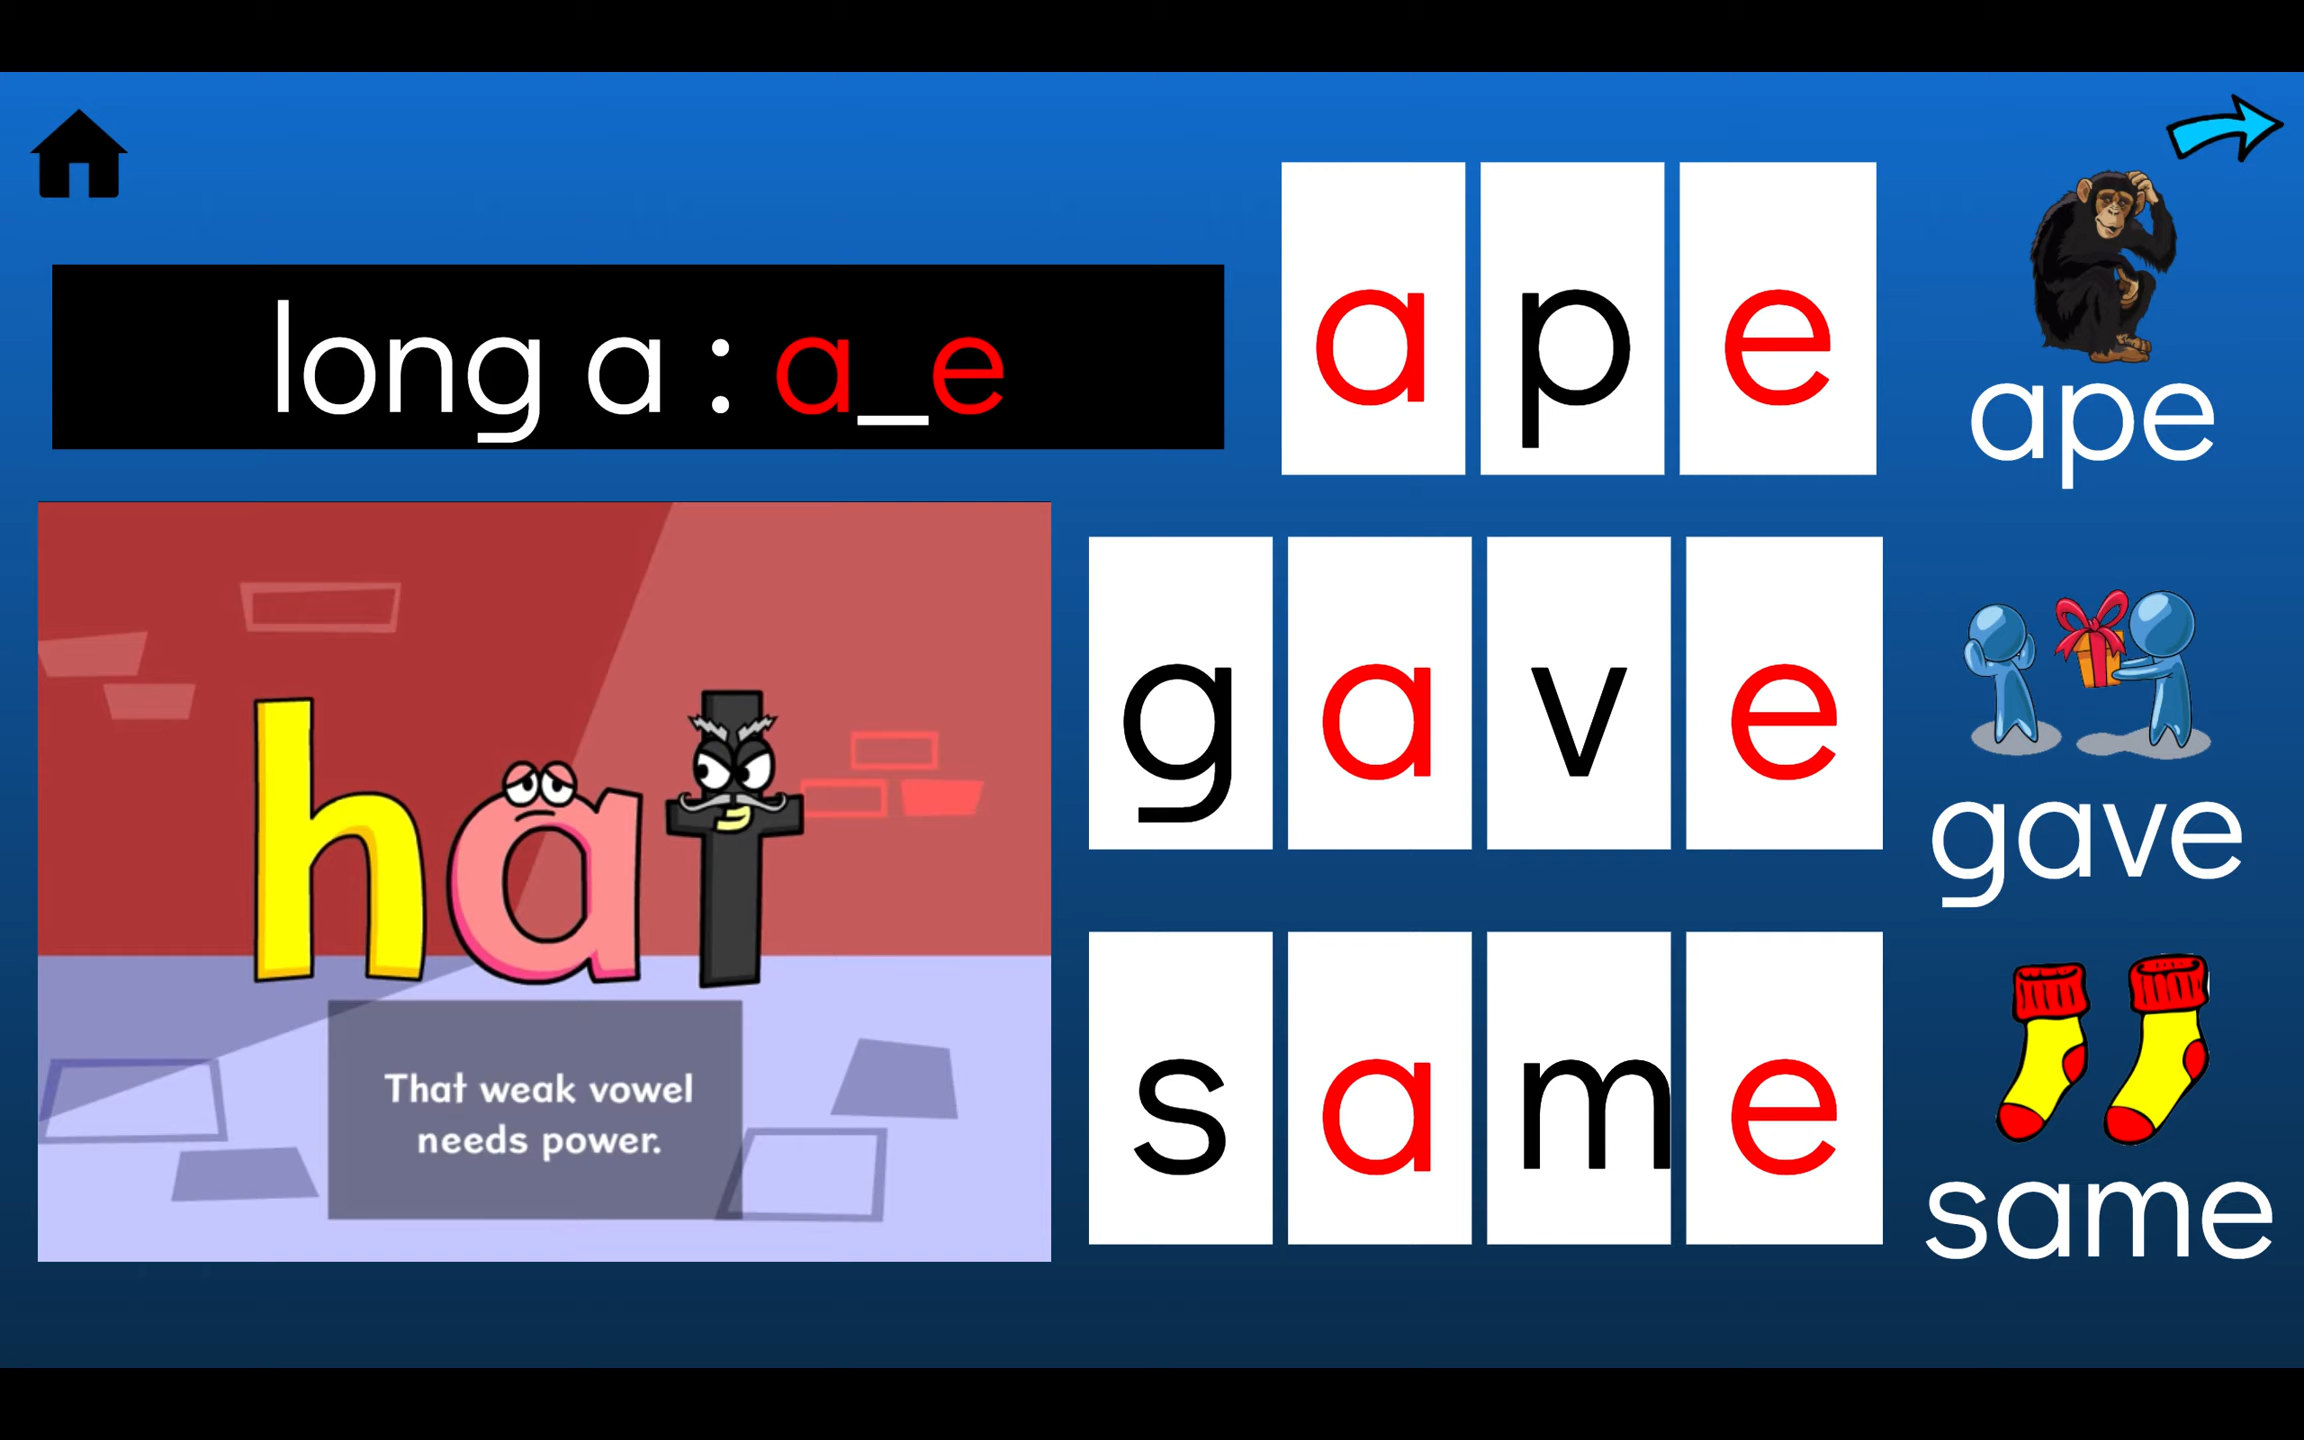 long a : a_e
a p e
ape
g a v e
gave
s a m e
same
hat
That weak vowel
needs power.